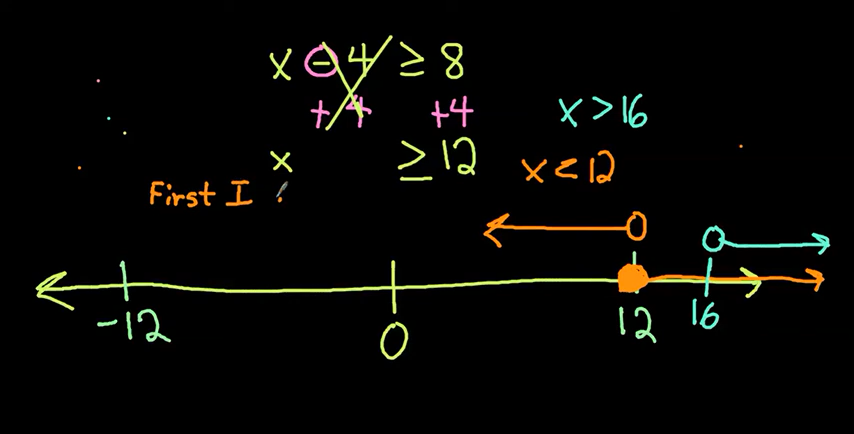 x - 4 ≥ 8
+ 4 +4
x > 16
x ≥ 12
x < 12
First I
-12 0 12 16